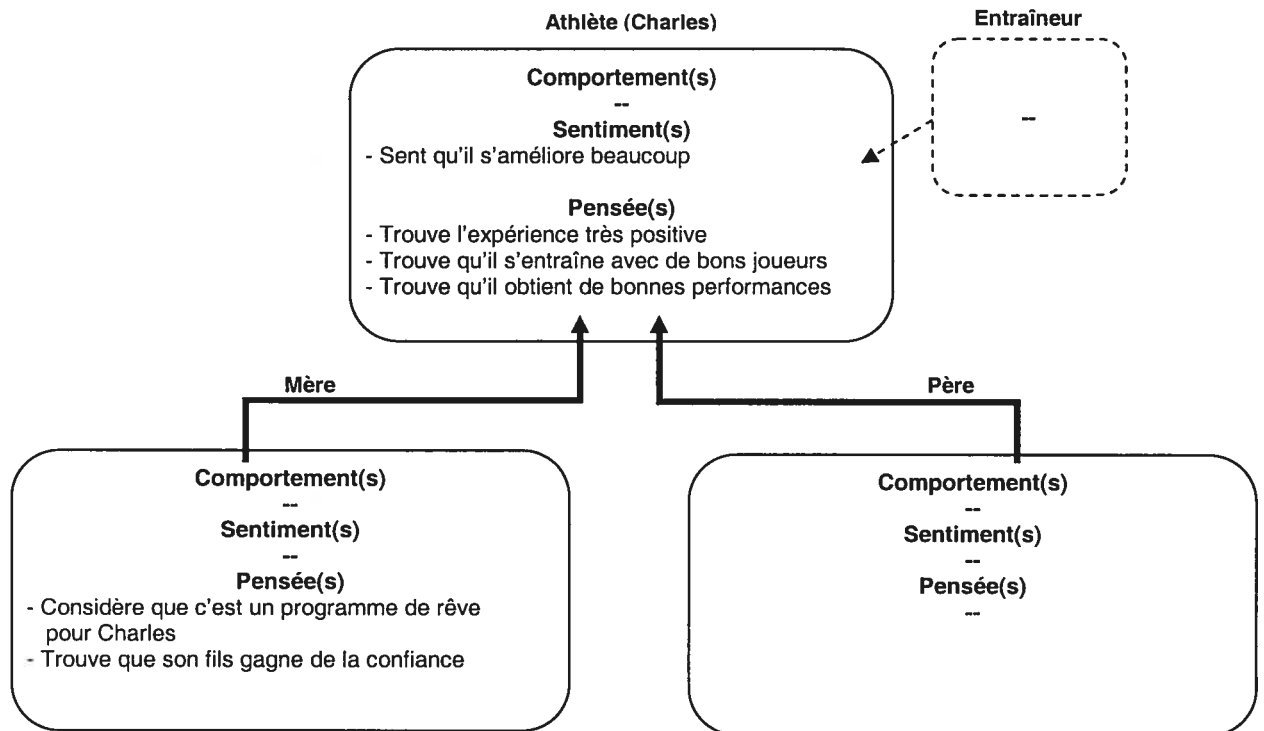 Athlète (Charles)
Entraîneur
Comportement(s)
--
Sentiment(s)
- Sent qu'il s'améliore beaucoup
Pensée(s)
- Trouve l'expérience très positive
- Trouve qu'il s'entraîne avec de bons joueurs
- Trouve qu'il obtient de bonnes performances
--
Mère
Père
Comportement(s)
--
Sentiment(s)
--
Pensée(s)
- Considère que c'est un programme de rêve
pour Charles
- Trouve que son fils gagne de la confiance
Comportement(s)
--
Sentiment(s)
--
Pensée(s)
--